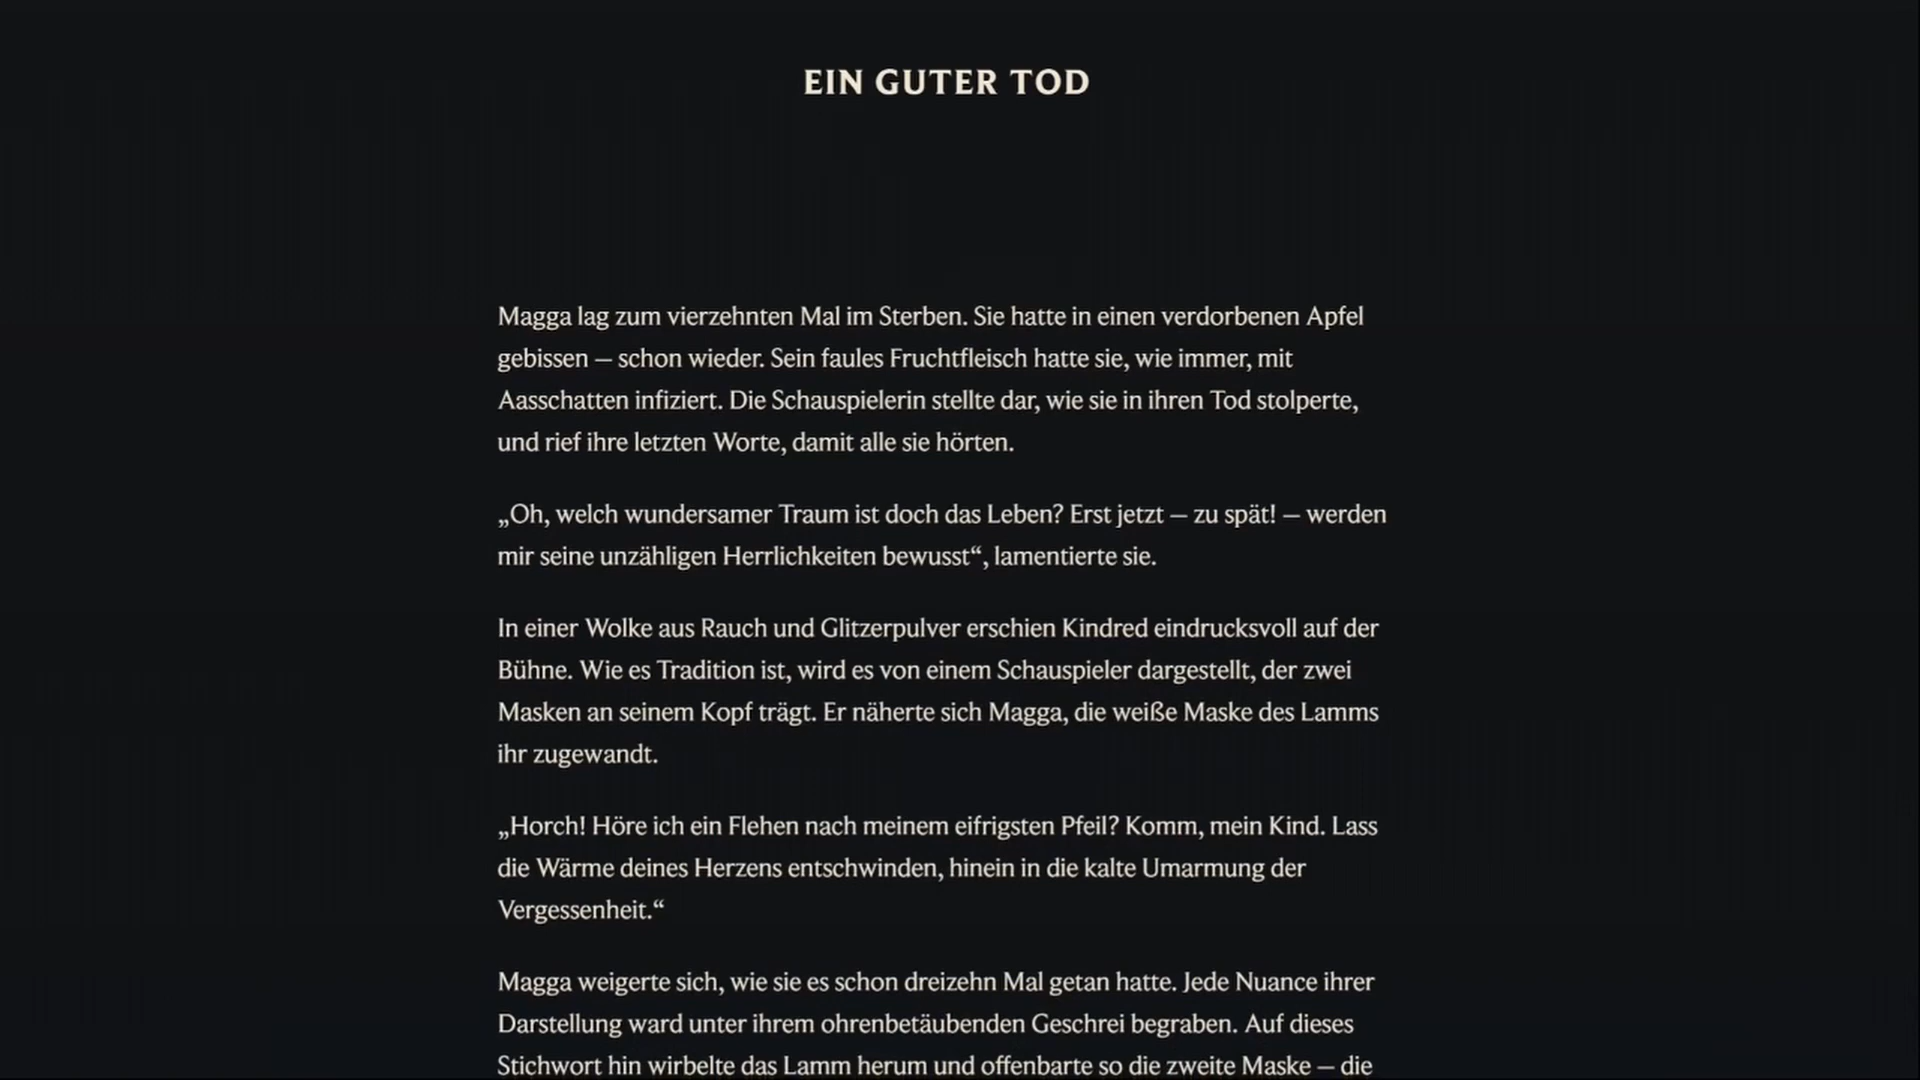 EIN GUTER TOD
Magga lag zum vierzehnten Mal im Sterben. Sie hatte in einen verdorbenen Apfel
gebissen – schon wieder. Sein faules Fruchtfleisch hatte sie, wie immer, mit
Aasschatten infiziert. Die Schauspielerin stellte dar, wie sie in ihren Tod stolperte,
und rief ihre letzten Worte, damit alle sie hörten.
„Oh, welch wundersamer Traum ist doch das Leben? Erst jetzt – zu spät! – werden
mir seine unzähligen Herrlichkeiten bewusst“, lamentierte sie.
In einer Wolke aus Rauch und Glitzerpulver erschien Kindred eindrucksvoll auf der
Bühne. Wie es Tradition ist, wird es von einem Schauspieler dargestellt, der zwei
Masken an seinem Kopf trägt. Er näherte sich Magga, die weiße Maske des Lamms
ihr zugewandt.
„Horch! Höre ich ein Flehen nach meinem eifrigsten Pfeil? Komm, mein Kind. Lass
die Wärme deines Herzens entschwinden, hinein in die kalte Umarmung der
Vergessenheit.“
Magga weigerte sich, wie sie es schon dreizehn Mal getan hatte. Jede Nuance ihrer
Darstellung ward unter ihrem ohrenbetäubenden Geschrei begraben. Auf dieses
Stichwort hin wirbelte das Lamm herum und offenbarte so die zweite Maske – die